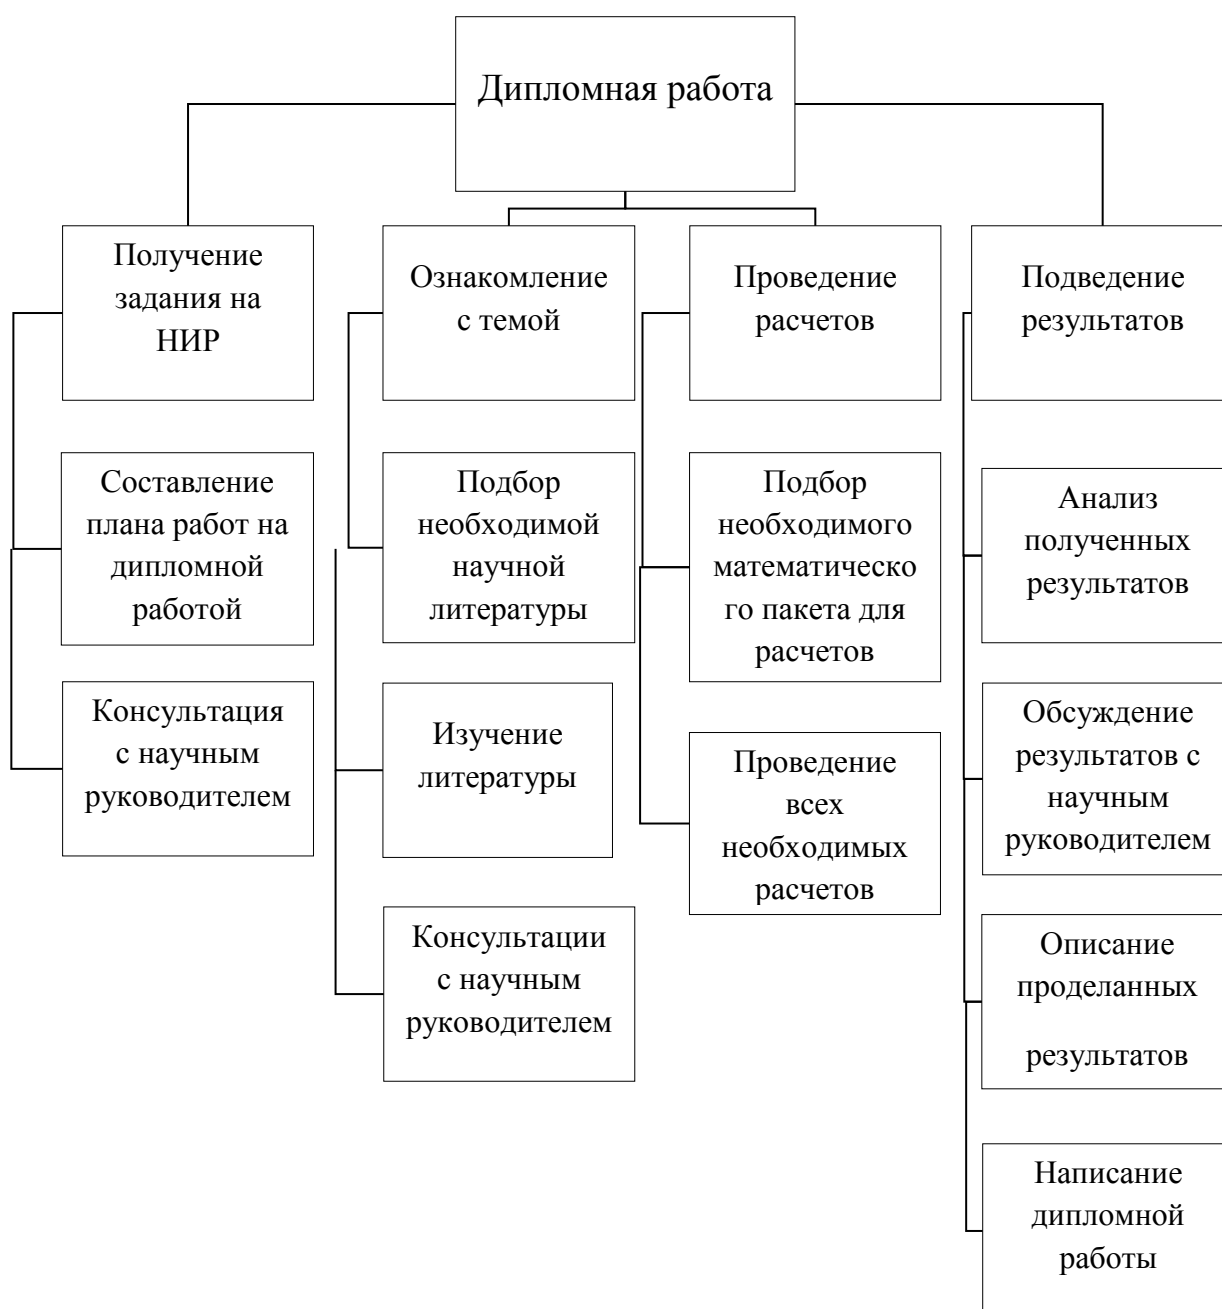 Дипломная работа
Получение
задания на
НИР
Ознакомление
с темой
Проведение
расчетов
Подведение
результатов
Составление
плана работ на
дипломной
работой
Подбор
необходимой
научной
литературы
Подбор
необходимого
математическо
го пакета для
расчетов
Анализ
полученных
результатов
Консультация
с научным
руководителем
Изучение
литературы
Проведение
всех
необходимых
расчетов
Обсуждение
результатов с
научным
руководителем
Консультации
с научным
руководителем
Описание
проделанных
результатов
Написание
дипломной
работы